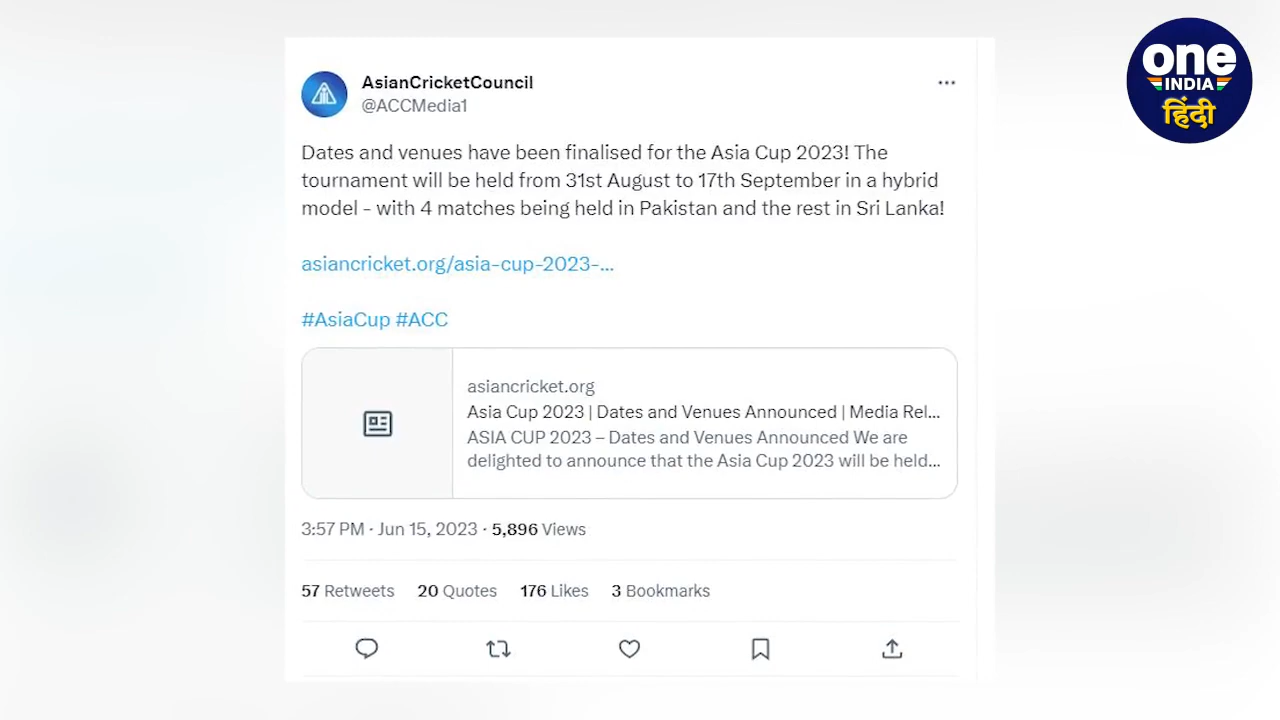 one
INDIA
हिंदी
AsianCricketCouncil
@ACCMedia1
Dates and venues have been finalised for the Asia Cup 2023! The
tournament will be held from 31st August to 17th September in a hybrid
model - with 4 matches being held in Pakistan and the rest in Sri Lanka!
asiancricket.org/asia-cup-2023-...
#AsiaCup #ACC
asiancricket.org
Asia Cup 2023 | Dates and Venues Announced | Media Rel...
ASIA CUP 2023 – Dates and Venues Announced We are
delighted to announce that the Asia Cup 2023 will be held...
3:57 PM · Jun 15, 2023 · 5,896 Views
57 Retweets 20 Quotes 176 Likes 3 Bookmarks